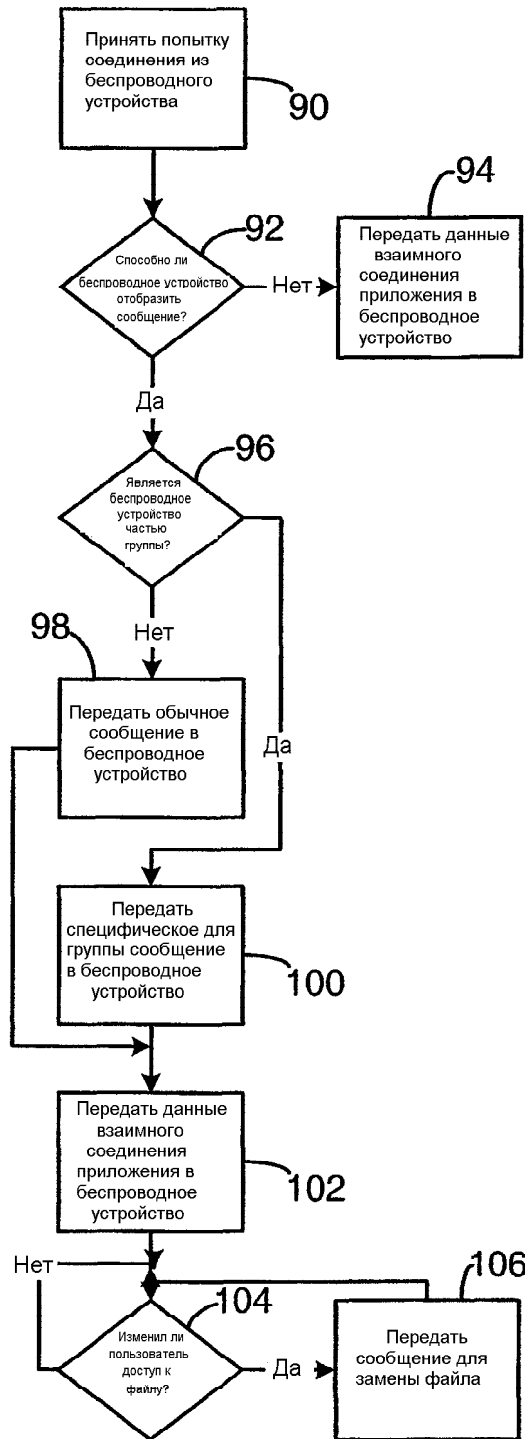 Принять попытку
соединения из
беспроводного
устройства
90
92
Способно ли
беспроводное устройство
отобразить
сообщение?
Нет
94
Передать данные
взаимного
соединения
приложения в
беспроводное
устройство
Да
96
Является
беспроводное
устройство
частью
группы?
Нет
Да
98
Передать обычное
сообщение в
беспроводное
устройство
Передать
специфическое для
группы сообщение
в беспроводное
устройство
100
Передать данные
взаимного
соединения
приложения в
беспроводное
устройство
102
Нет
104
Изменил ли
пользователь
доступ к
файлу?
Да
106
Передать
сообщение для
замены файла